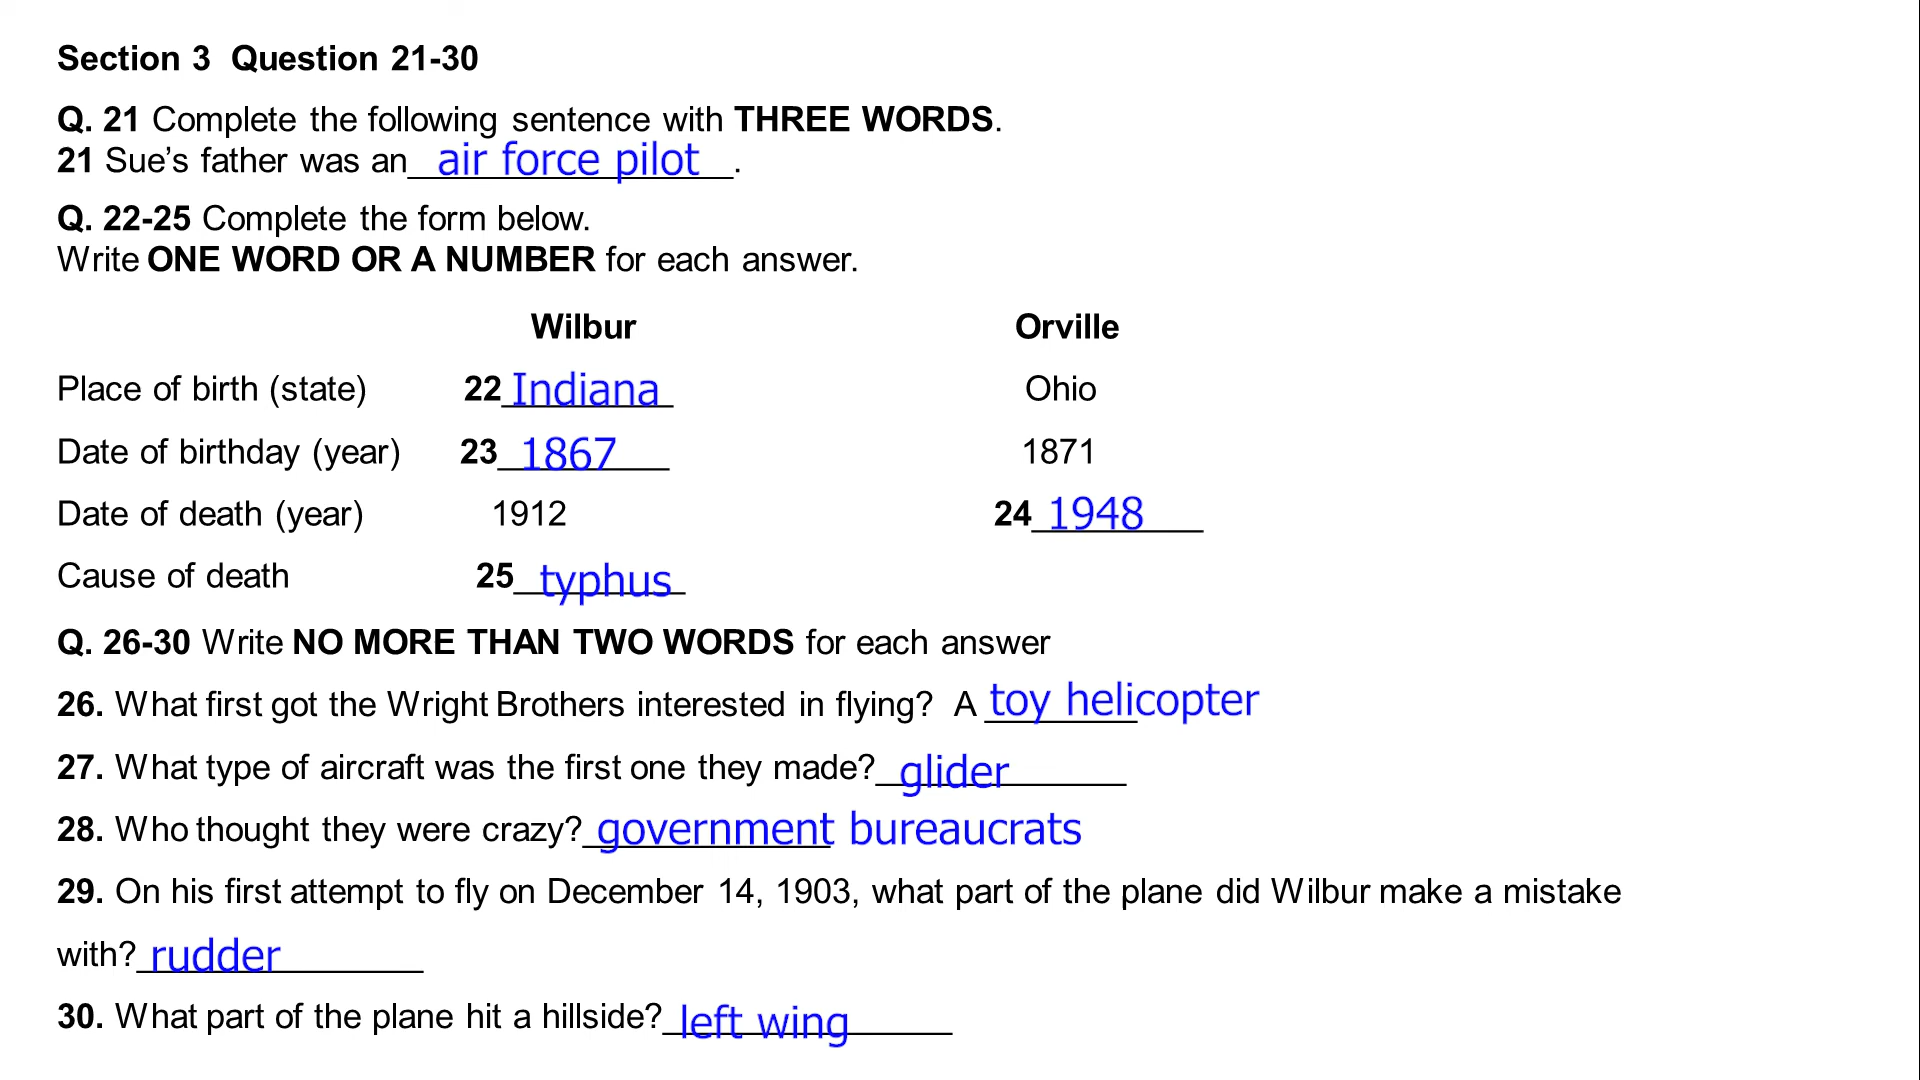 Section 3 Question 21-30
Q. 21 Complete the following sentence with THREE WORDS.
21 Sue's father was an air force pilot.
Q. 22-25 Complete the form below.
Write ONE WORD OR A NUMBER for each answer.
Wilbur Orville
Place of birth (state) 22 Indiana Ohio
Date of birthday (year) 23 1867 1871
Date of death (year) 1912 24 1948
Cause of death 25 typhus
Q. 26-30 Write NO MORE THAN TWO WORDS for each answer
26. What first got the Wright Brothers interested in flying? A toy helicopter
27. What type of aircraft was the first one they made? glider
28. Who thought they were crazy? government bureaucrats
29. On his first attempt to fly on December 14, 1903, what part of the plane did Wilbur make a mistake
with? rudder
30. What part of the plane hit a hillside? left wing